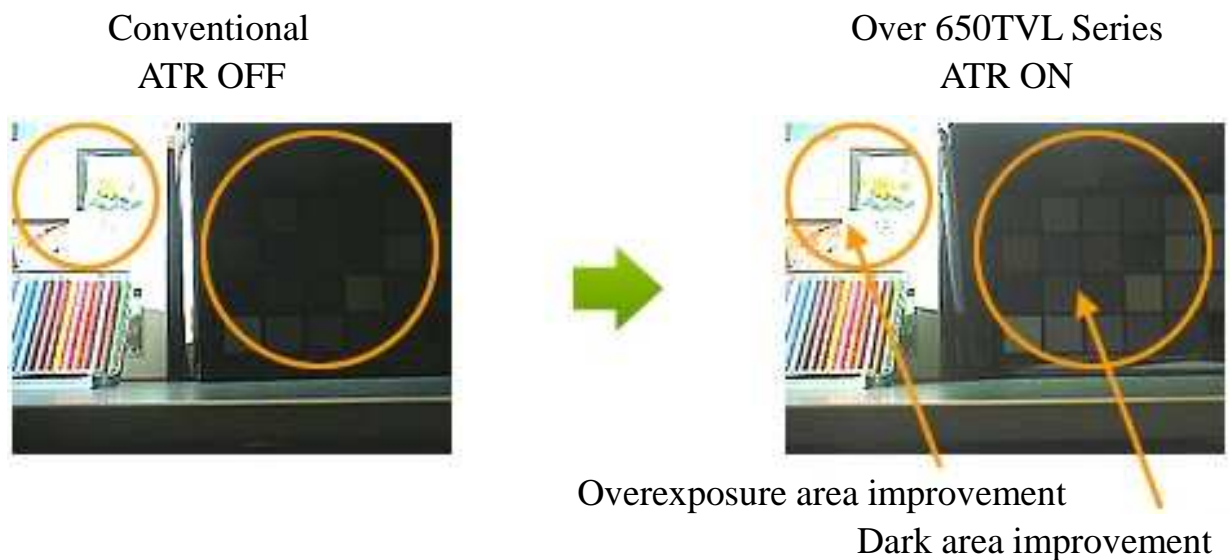 Conventional
ATR OFF
Over 650TVL Series
ATR ON
Overexposure area improvement
Dark area improvement